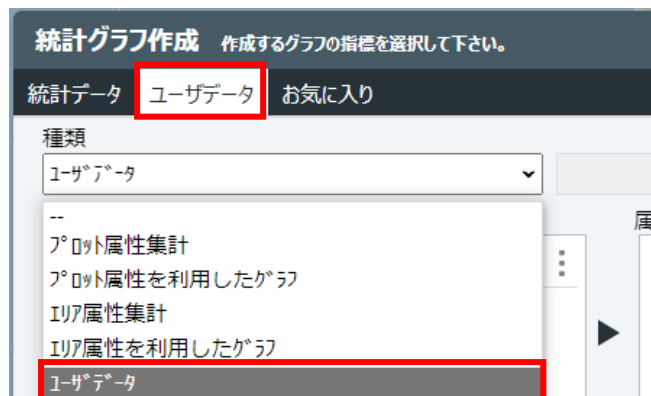 統計グラフ作成 作成するグラフの指標を選択して下さい。
統計データ ユーザデータ お気に入り
種類
ﾕｰｻﾞﾃﾞｰﾀ
--
ﾌﾟﾛｯﾄ属性集計
ﾌﾟﾛｯﾄ属性を利用したｸﾞﾗﾌ
ｴﾘｱ属性集計
ｴﾘｱ属性を利用したｸﾞﾗﾌ
ﾕｰｻﾞﾃﾞｰﾀ
属